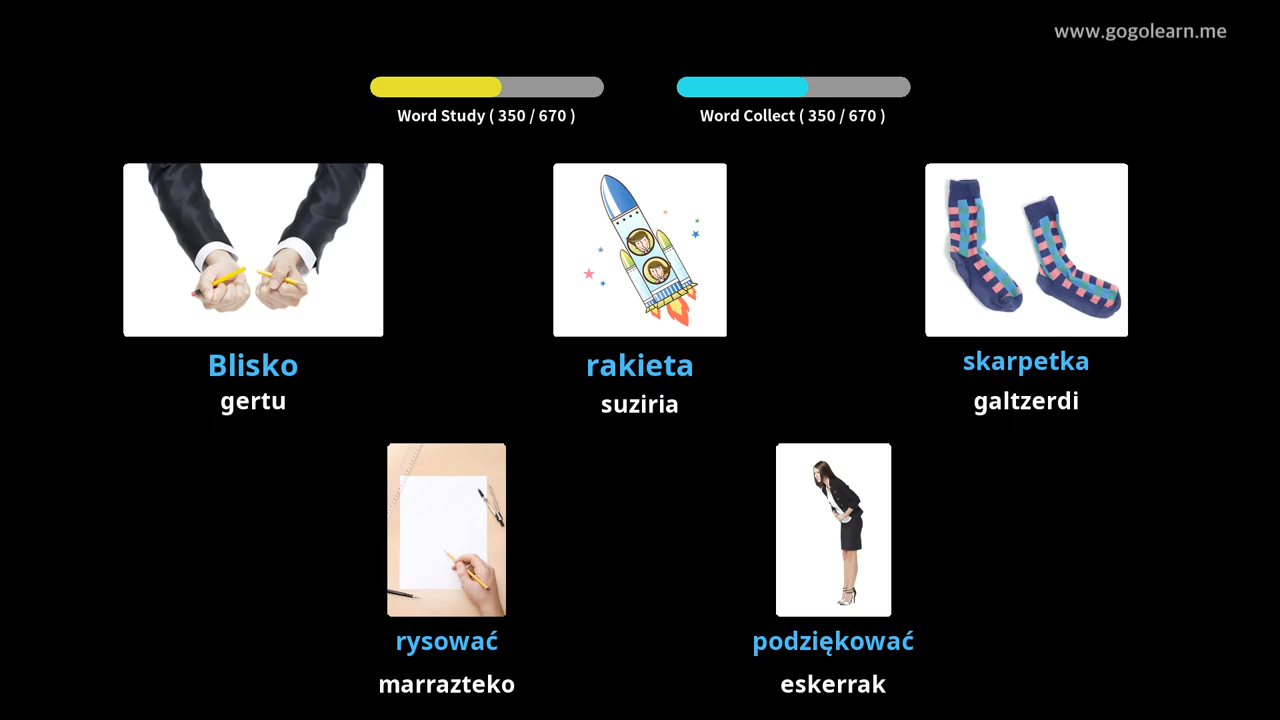 www.gogolearn.me
Word Study ( 350 / 670 )
Word Collect ( 350 / 670 )
Blisko
gertu
rakieta
suziria
skarpetka
galtzerdi
rysować
marrazteko
podziękować
eskerrak